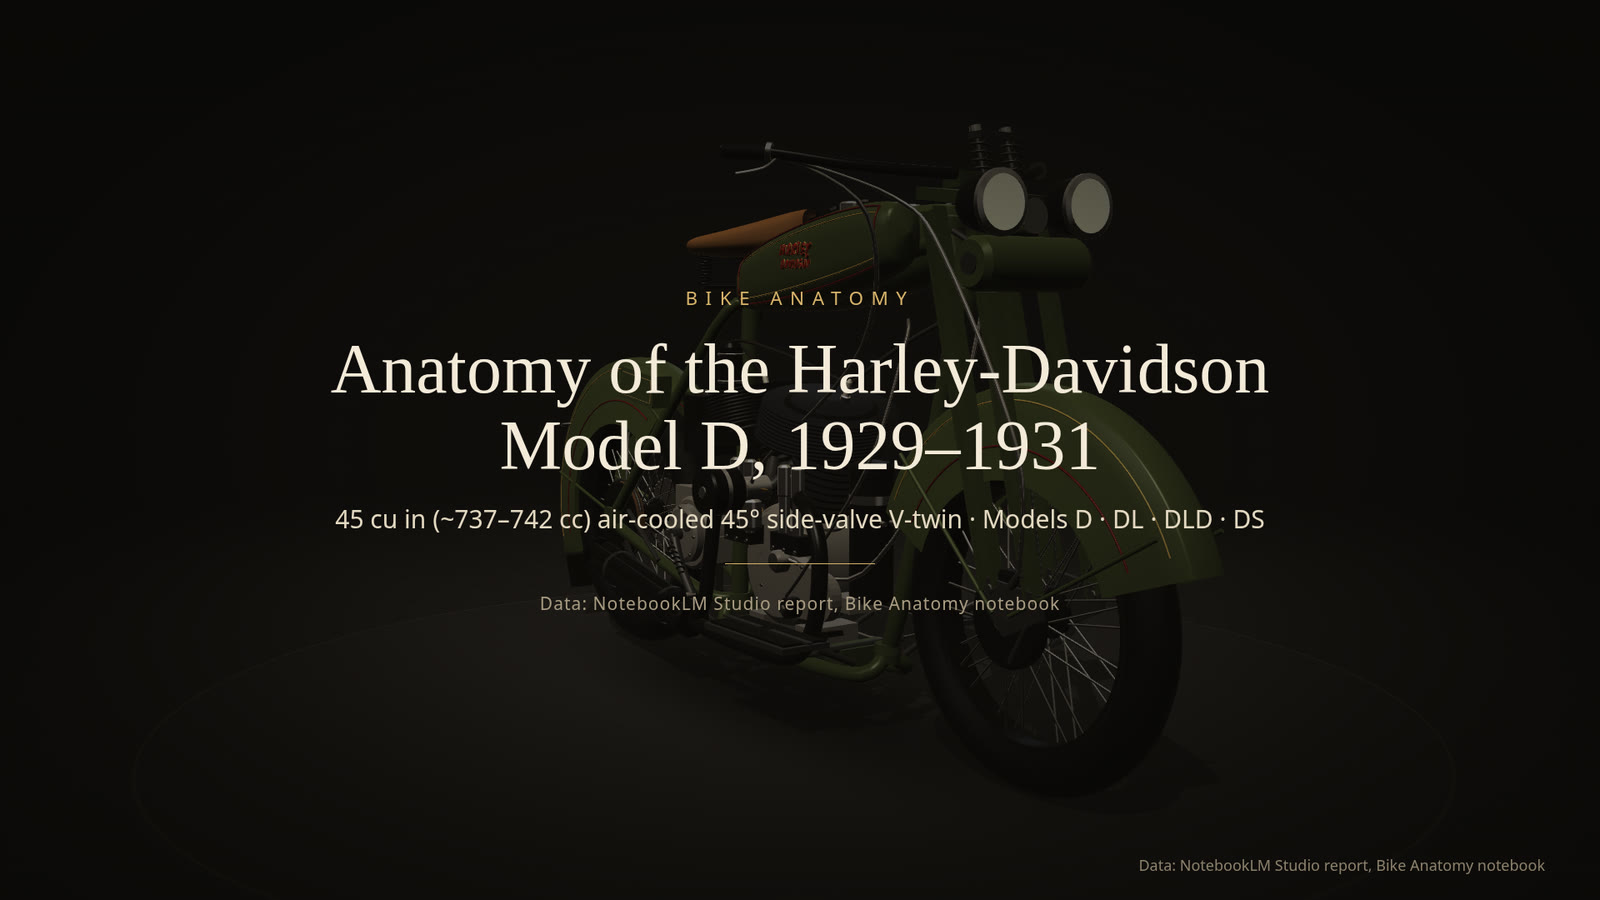 HARLEY
DAVIDSON
BIKE ANATOMY
Anatomy of the Harley-Davidson
Model D, 1929–1931
45 cu in (~737–742 cc) air-cooled 45° side-valve V-twin · Models D · DL · DLD · DS
Data: NotebookLM Studio report, Bike Anatomy notebook
Data: NotebookLM Studio report, Bike Anatomy notebook